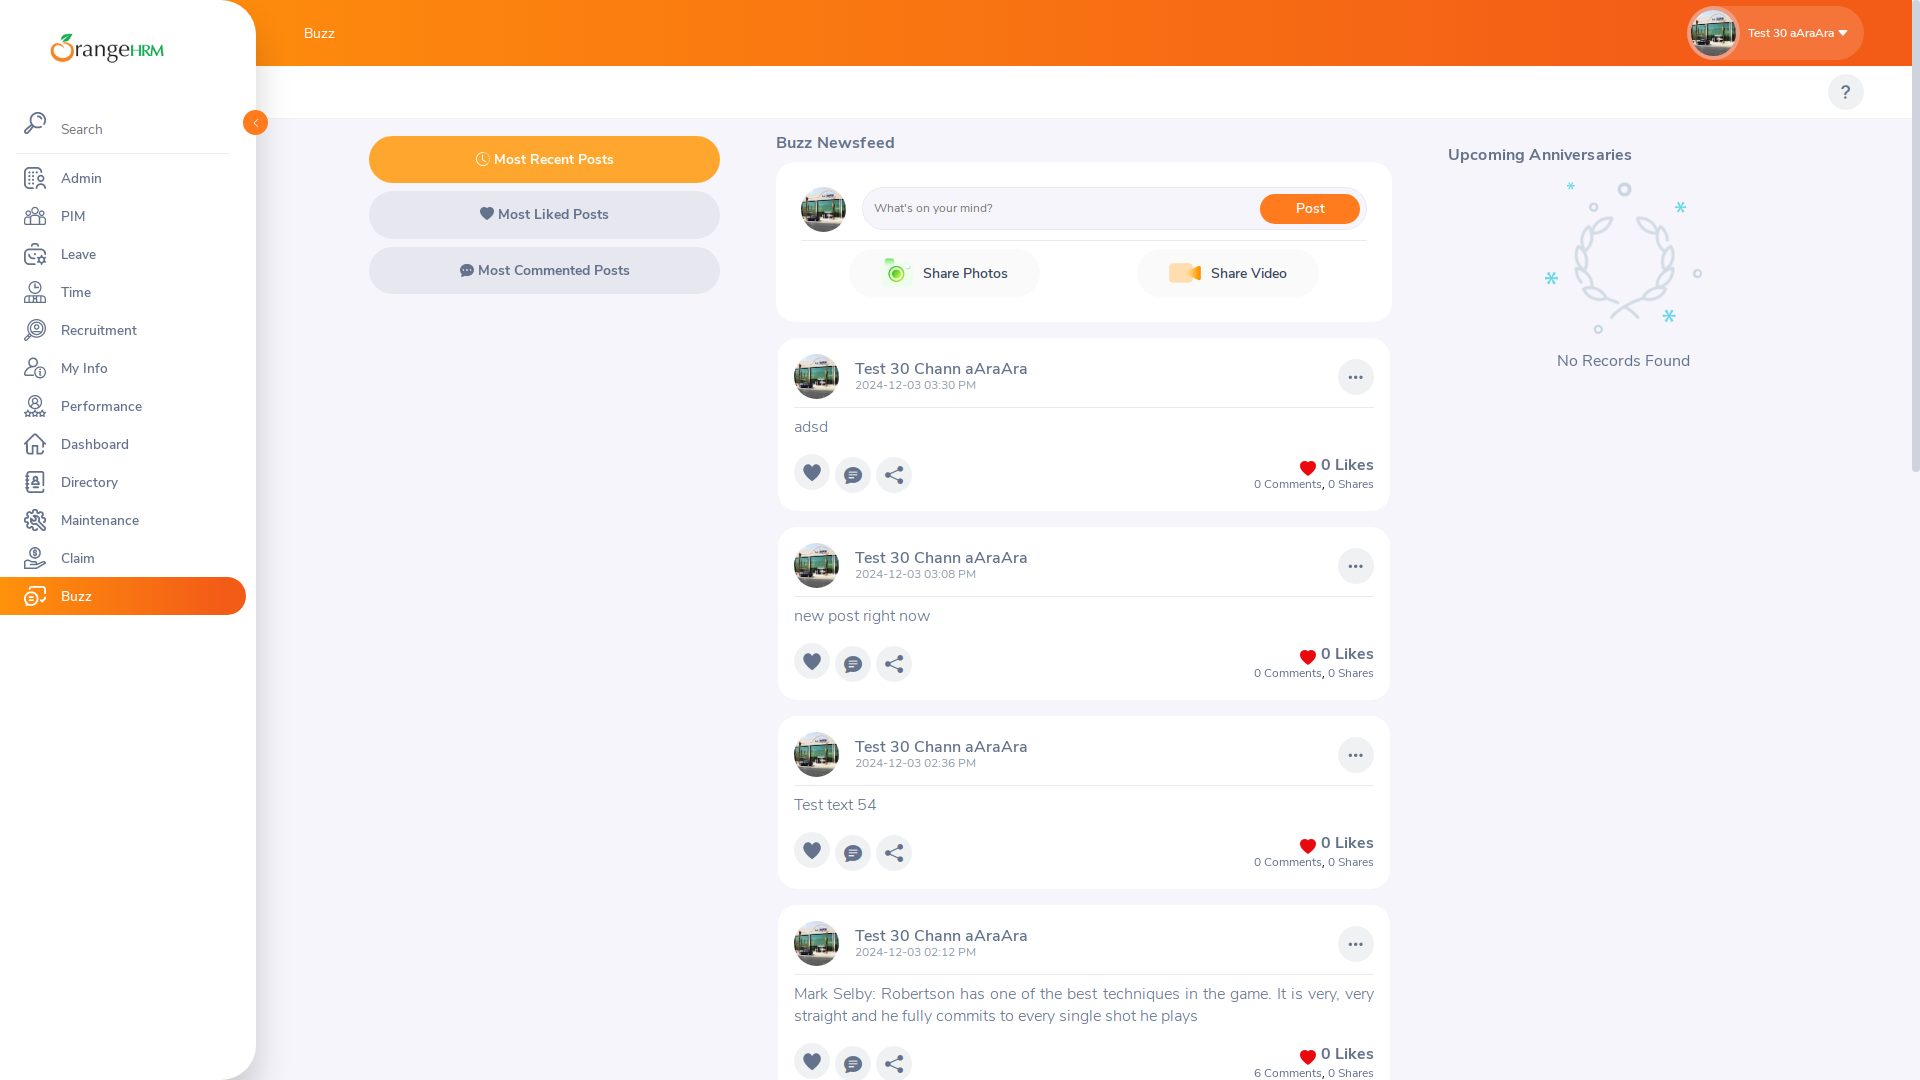 OrangeHRM
Search
Admin
PIM
Leave
Time
Recruitment
My Info
Performance
Dashboard
Directory
Maintenance
Claim
Buzz
Buzz
Test 30 aAraAra
?
Most Recent Posts
Most Liked Posts
Most Commented Posts
Buzz Newsfeed
What's on your mind?
Post
Share Photos
Share Video
Test 30 Chann aAraAra
2024-12-03 03:30 PM
adsd
0 Likes
0 Comments, 0 Shares
Test 30 Chann aAraAra
2024-12-03 03:08 PM
new post right now
0 Likes
0 Comments, 0 Shares
Test 30 Chann aAraAra
2024-12-03 02:36 PM
Test text 54
0 Likes
0 Comments, 0 Shares
Test 30 Chann aAraAra
2024-12-03 02:12 PM
Mark Selby: Robertson has one of the best techniques in the game. It is very, very
straight and he fully commits to every single shot he plays
0 Likes
6 Comments, 0 Shares
Upcoming Anniversaries
No Records Found